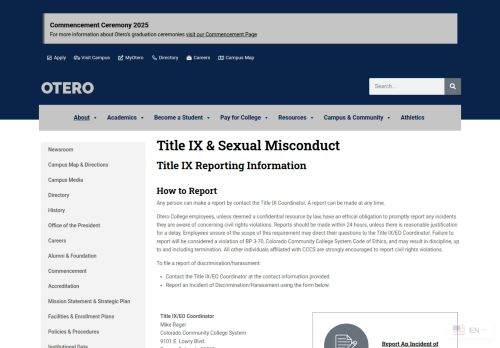 Commencement Ceremony 2025
For more information about Otero's graduation ceremonies visit our Commencement Page
Apply
Visit Campus
MyOtero
Directory
Careers
Campus Map
OTERO
Search...
About
Academics
Become a Student
Pay for College
Resources
Campus & Community
Athletics
Newsroom
Campus Map & Directions
Campus Media
Directory
History
Office of the President
Careers
Alumni & Foundation
Commencement
Accreditation
Mission Statement & Strategic Plan
Facilities & Enrollment Plans
Policies & Procedures
Institutional Data
Title IX & Sexual Misconduct
Title IX Reporting Information
How to Report
Any person can make a report by contact the Title IX Coordinator. A report can be made at any time.
Otero College employees, unless deemed a confidential resource by law, have an ethical obligation to promptly report any incidents
they are aware of concerning civil rights violations. Reports should be made within 24 hours, unless there is reasonable justification
for a delay. Employees unsure of the scope of this requirement may direct their questions to the Title IX/EO Coordinator. Failure to
report will be considered a violation of BP 3-70, Colorado Community College System Code of Ethics, and may result in discipline, up
to and including termination. All other individuals affiliated with CCCS are strongly encouraged to report civil rights violations.
To file a report of discrimination/harassment:
Contact the Title IX/EO Coordinator at the contact information provided.
Report an Incident of Discrimination/Harassment using the form below.
Title IX/EO Coordinator
Mike Rager
Colorado Community College System
9101 E. Lowry Blvd
Report An Incident of
EN